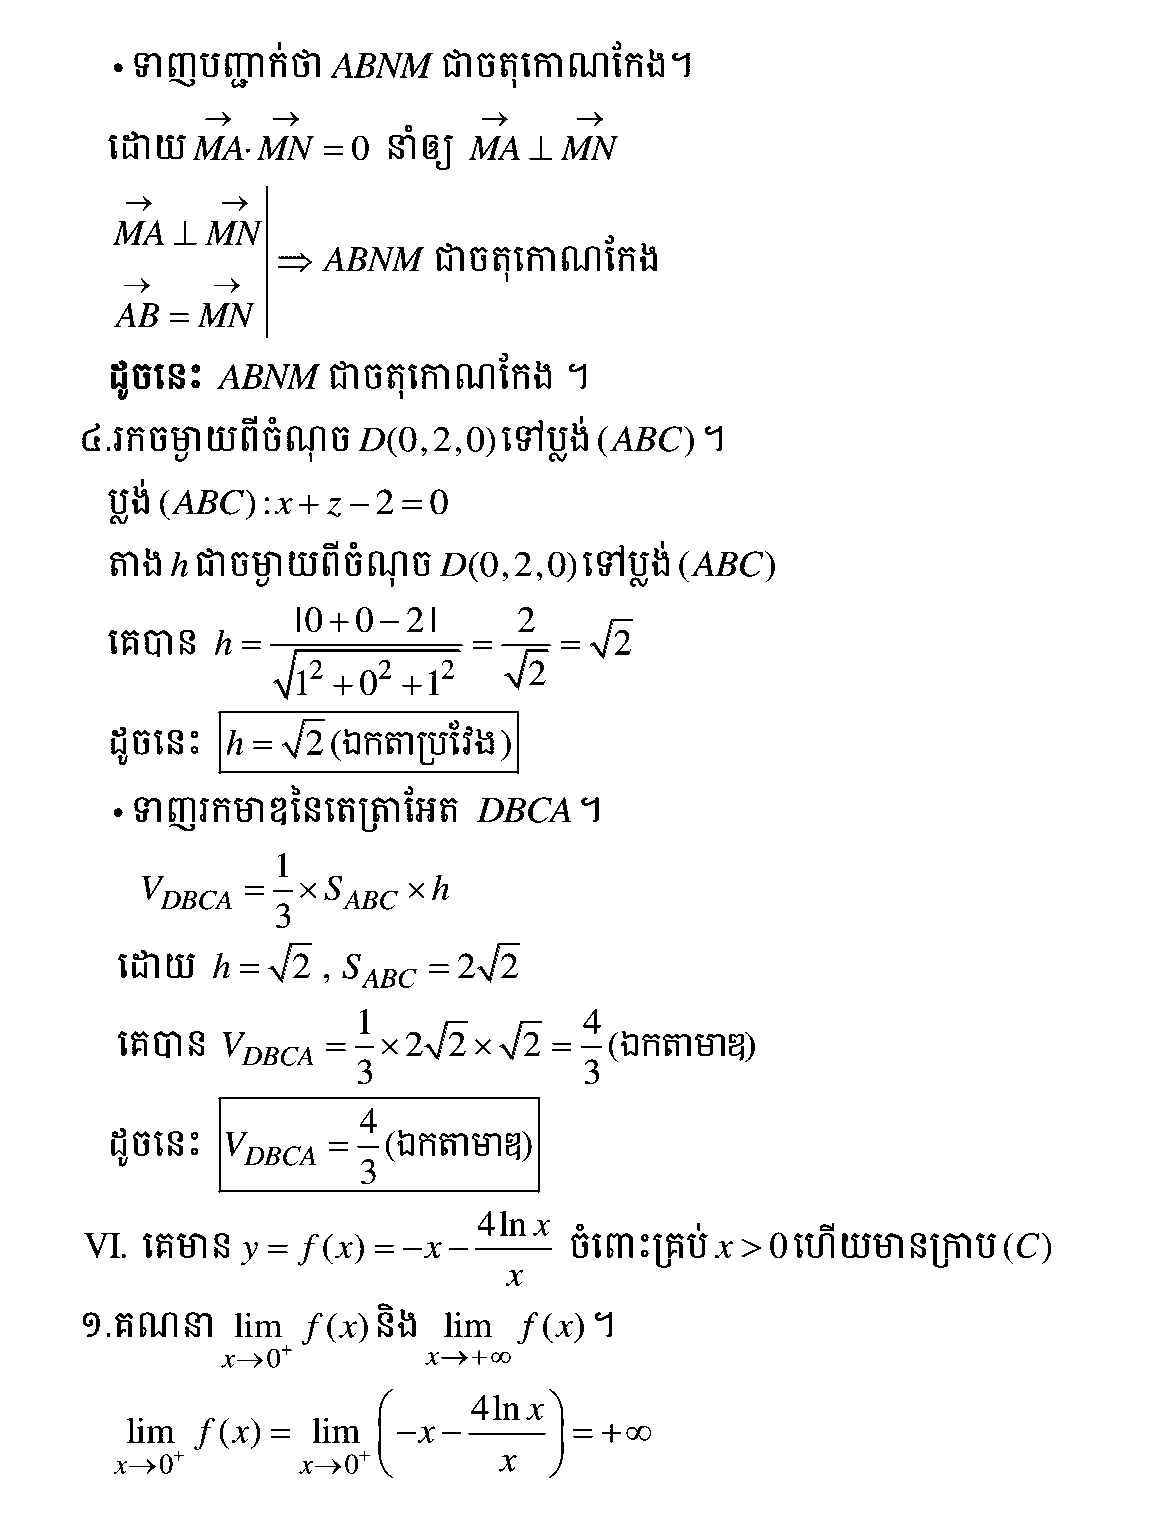 • ទាញបញ្ជាក់ថា ABNM ជាចតុកោណកែង។
ដោយ $\overrightarrow{MA} \cdot \overrightarrow{MN} = 0$ នាំឲ្យ $\overrightarrow{MA} \perp \overrightarrow{MN}$
$\left.\begin{matrix} \overrightarrow{MA} \perp \overrightarrow{MN} \\ \overrightarrow{AB} = \overrightarrow{MN} \end{matrix}\right| \Rightarrow ABNM$ ជាចតុកោណកែង
ដូចនេះ ABNM ជាចតុកោណកែង ។
៤.រកចម្ងាយពីចំណុច D(0,2,0) ទៅប្លង់ (ABC) ។
ប្លង់ (ABC) : x + z − 2 = 0
តាង h ជាចម្ងាយពីចំណុច D(0,2,0) ទៅប្លង់ (ABC)
គេបាន $h = \frac{|0+0-2|}{\sqrt{1^2+0^2+1^2}} = \frac{2}{\sqrt{2}} = \sqrt{2}$
ដូចនេះ $h = \sqrt{2}$ (ឯកតាប្រវែង)
• ទាញរកមាឌនៃតេត្រាអែត DBCA ។
$V_{DBCA} = \frac{1}{3} \times S_{ABC} \times h$
ដោយ $h = \sqrt{2}$ , $S_{ABC} = 2\sqrt{2}$
គេបាន $V_{DBCA} = \frac{1}{3} \times 2\sqrt{2} \times \sqrt{2} = \frac{4}{3}$ (ឯកតាមាឌ)
ដូចនេះ $V_{DBCA} = \frac{4}{3}$ (ឯកតាមាឌ)
VI. គេមាន $y = f(x) = -x - \frac{4\ln x}{x}$ ចំពោះគ្រប់ x > 0 ហើយមានក្រាប (C)
១.គណនា $\lim_{x \to 0^+} f(x)$ និង $\lim_{x \to +\infty} f(x)$ ។
$\lim_{x \to 0^+} f(x) = \lim_{x \to 0^+} \left(-x - \frac{4\ln x}{x}\right) = +\infty$